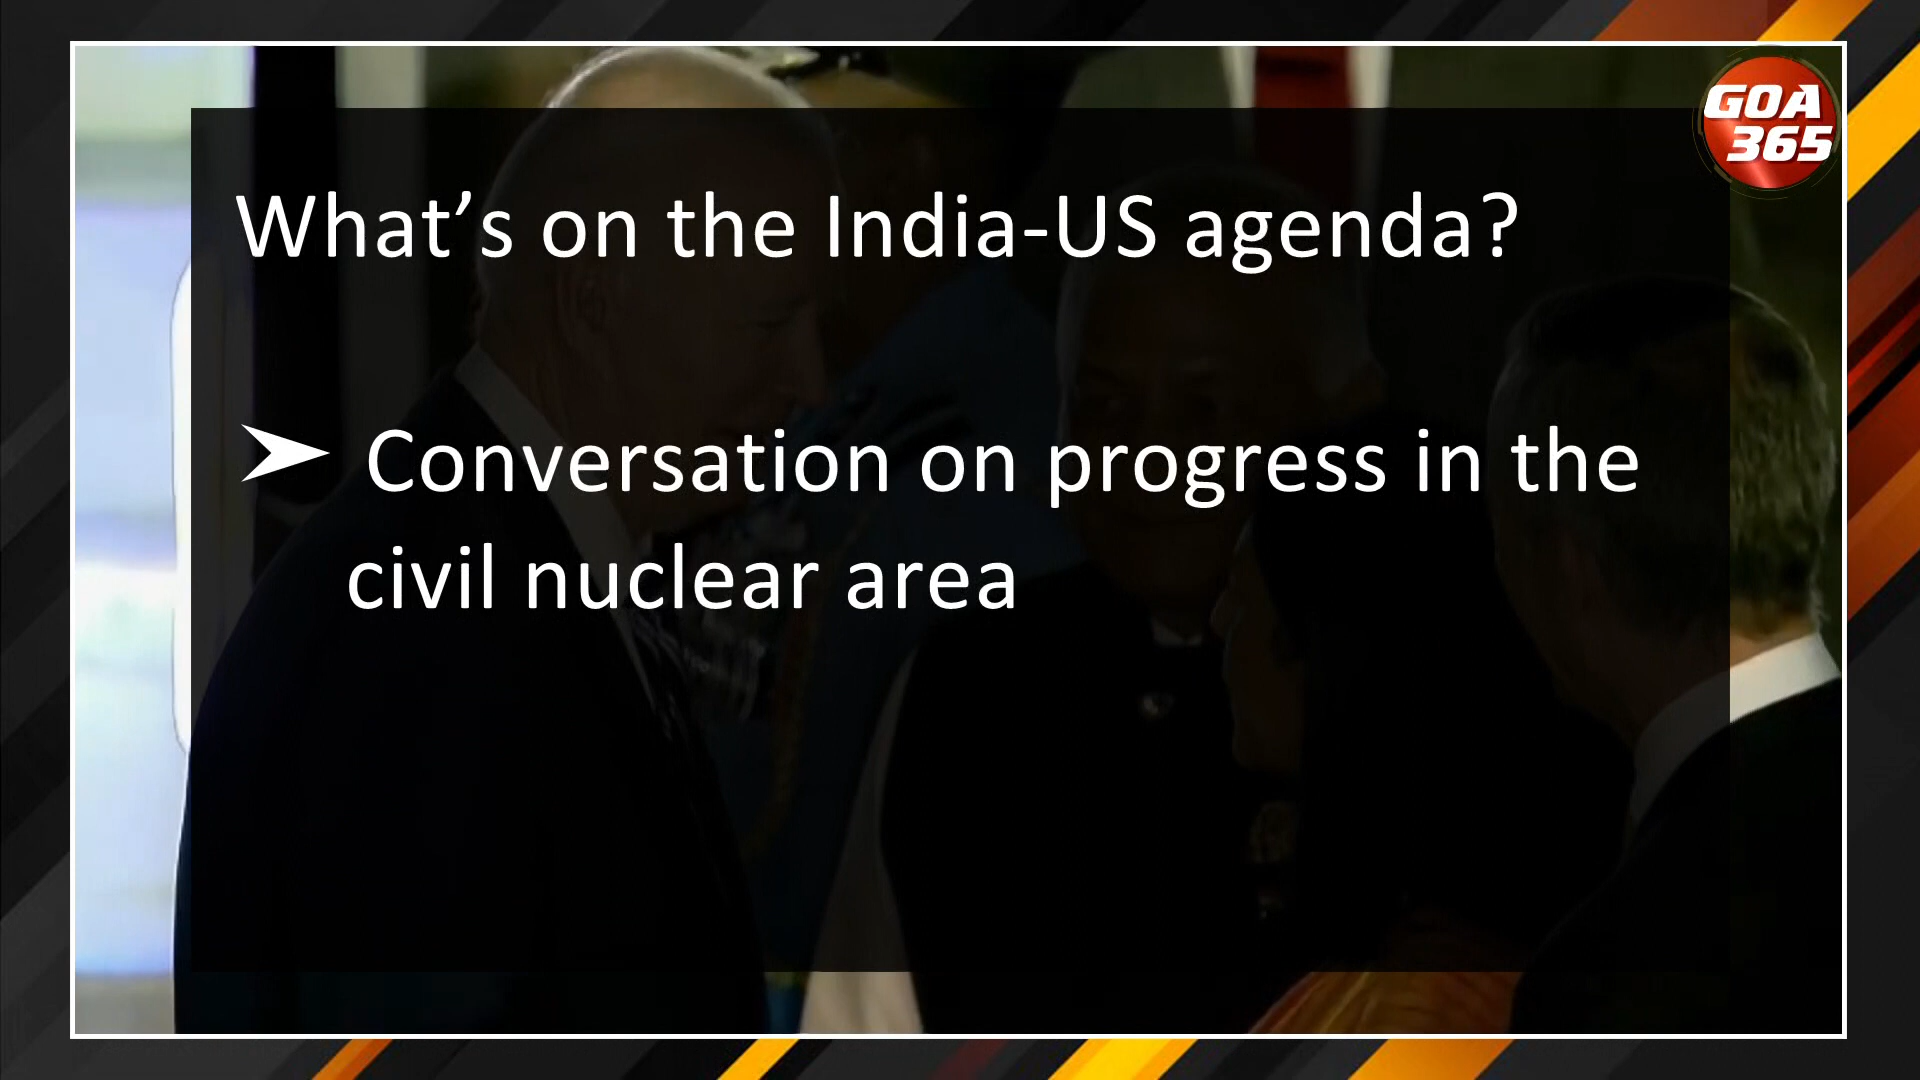 GOA
365
What’s on the India-US agenda?
➤ Conversation on progress in the
civil nuclear area